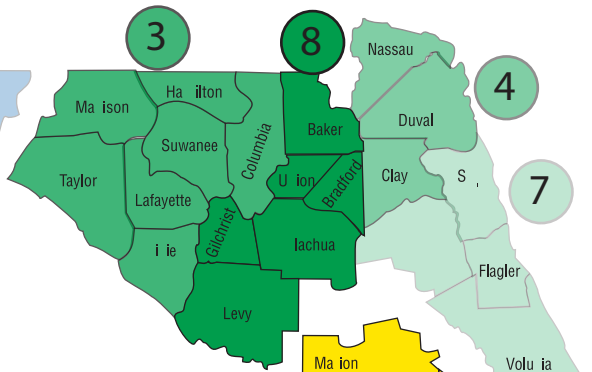 3
8
Nassau
4
Ma ison
Ha ilton
Columbia
Baker
Duval
Suwanee
Taylor
Lafayette
U ion
Bradford
Clay
S ,
7
Gilchrist
i ie
lachua
Flagler
Levy
Ma ion
Volu ia